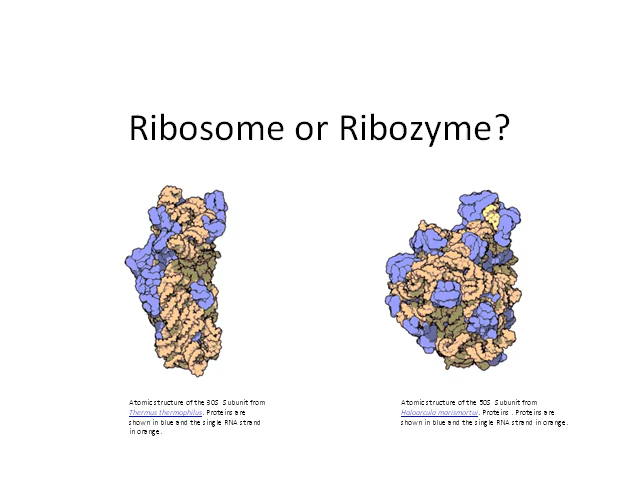 Ribosome or Ribozyme?
Atomic structure of the 30S Subunit from
Thermus thermophilus. Proteins are
shown in blue and the single RNA strand
in orange.
Atomic structure of the 50S Subunit from
Haloarcula marismortui. Proteins . Proteins are
shown in blue and the single RNA strand in orange.